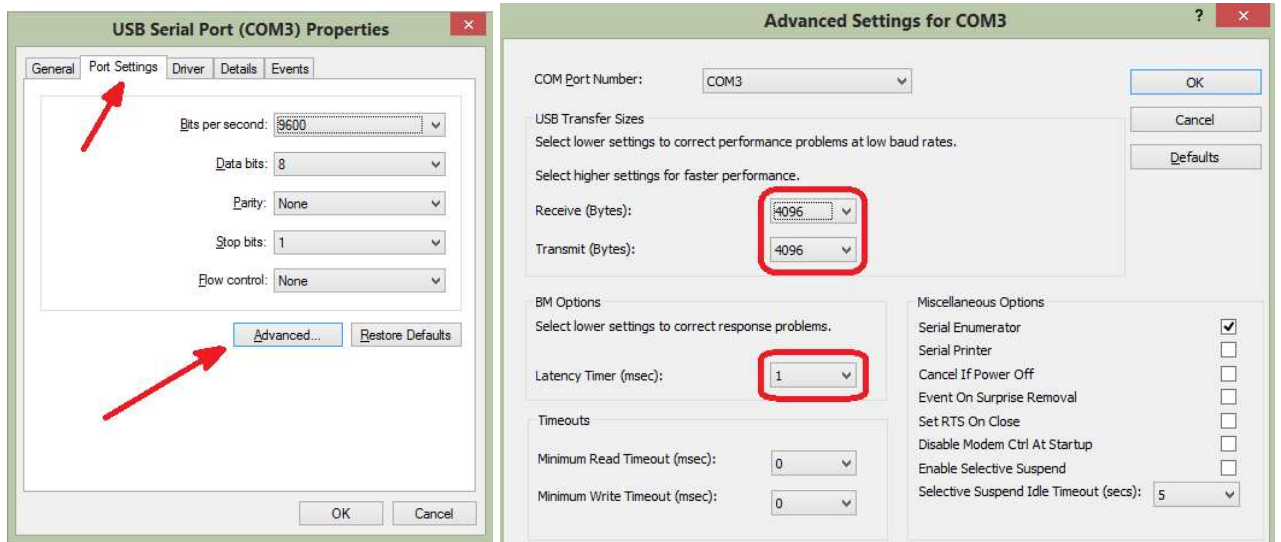 USB Serial Port (COM3) Properties
General Port Settings Driver Details Events
Bits per second: 9600
Data bits: 8
Parity: None
Stop bits: 1
Flow control: None
Advanced... Restore Defaults
OK Cancel
Advanced Settings for COM3
COM Port Number: COM3
OK
Cancel
Defaults
USB Transfer Sizes
Select lower settings to correct performance problems at low baud rates.
Select higher settings for faster performance.
Receive (Bytes): 4096
Transmit (Bytes): 4096
BM Options
Select lower settings to correct response problems.
Latency Timer (msec): 1
Timeouts
Minimum Read Timeout (msec): 0
Minimum Write Timeout (msec): 0
Miscellaneous Options
Serial Enumerator
Serial Printer
Cancel If Power Off
Event On Surprise Removal
Set RTS On Close
Disable Modem Ctrl At Startup
Enable Selective Suspend
Selective Suspend Idle Timeout (secs): 5